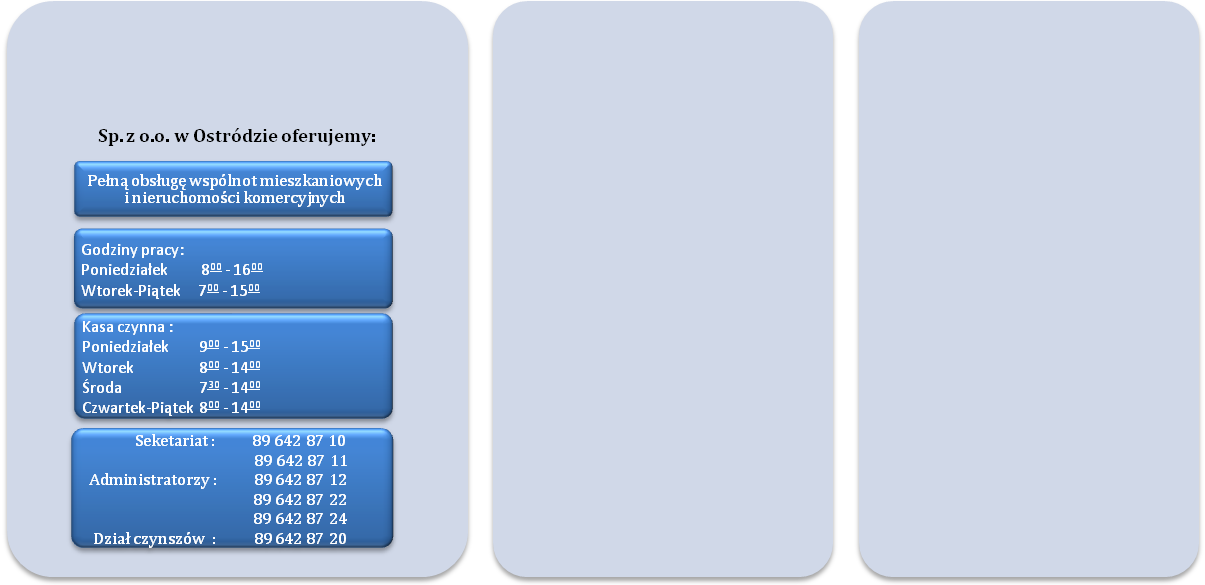 Sp. z o.o. w Ostródzie oferujemy:
Pełną obsługę wspólnot mieszkaniowych
i nieruchomości komercyjnych
Godziny pracy:
Poniedziałek 8⁰⁰ - 16⁰⁰
Wtorek-Piątek 7⁰⁰ - 15⁰⁰
Kasa czynna :
Poniedziałek 9⁰⁰ - 15⁰⁰
Wtorek 8⁰⁰ - 14⁰⁰
Środa 7³⁰ - 14⁰⁰
Czwartek-Piątek 8⁰⁰ - 14⁰⁰
Seketariat : 89 642 87 10
89 642 87 11
Administratorzy : 89 642 87 12
89 642 87 22
89 642 87 24
Dział czynszów : 89 642 87 20